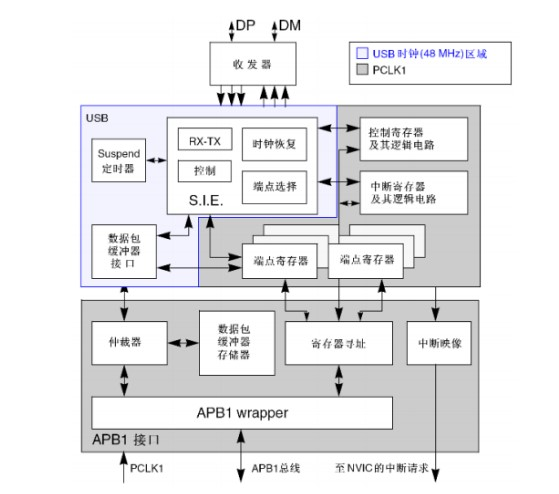 DP DM
收发器
USB 时钟(48 MHz)区域
PCLK1
USB
Suspend
定时器
RX-TX
时钟恢复
控制
端点选择
S.I.E.
控制寄存器
及其逻辑电路
中断寄存器
及其逻辑电路
数据包
缓冲器
接口
端点寄存器
端点寄存器
仲裁器
数据包
缓冲器
存储器
寄存器寻址
中断映像
APB1 wrapper
APB1 接口
PCLK1
APB1总线
至NVIC的中断请求